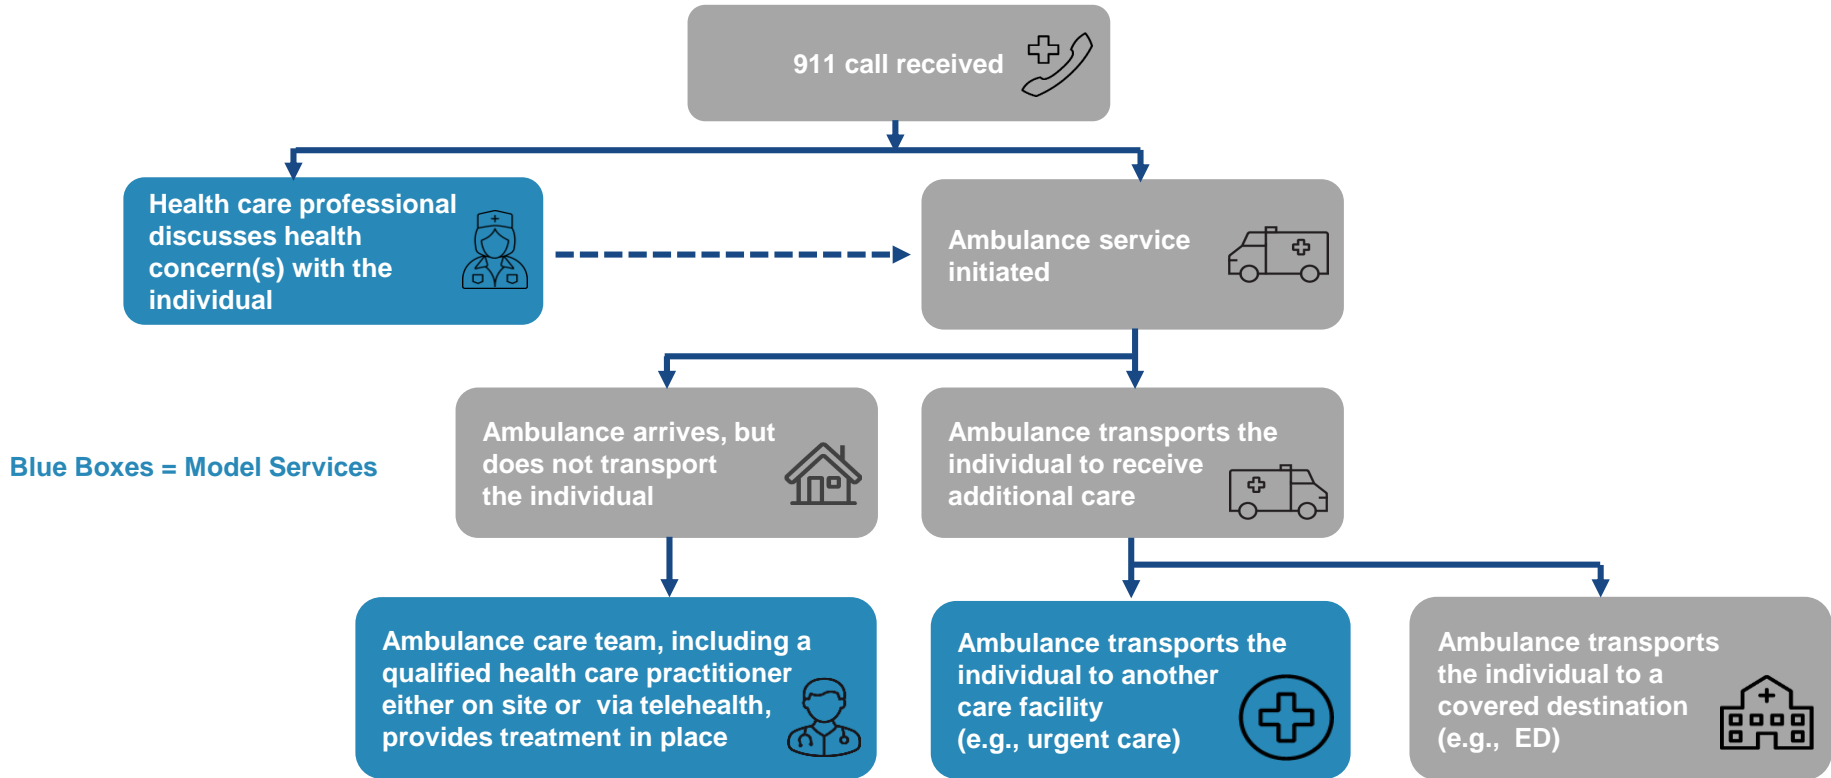 911 call received
Health care professional
discusses health
concern(s) with the
individual
Ambulance service
initiated
Ambulance arrives, but
does not transport
the individual
Ambulance transports the
individual to receive
additional care
Blue Boxes = Model Services
Ambulance care team, including a
qualified health care practitioner
either on site or via telehealth,
provides treatment in place
Ambulance transports the
individual to another
care facility
(e.g., urgent care)
Ambulance transports
the individual to a
covered destination
(e.g., ED)